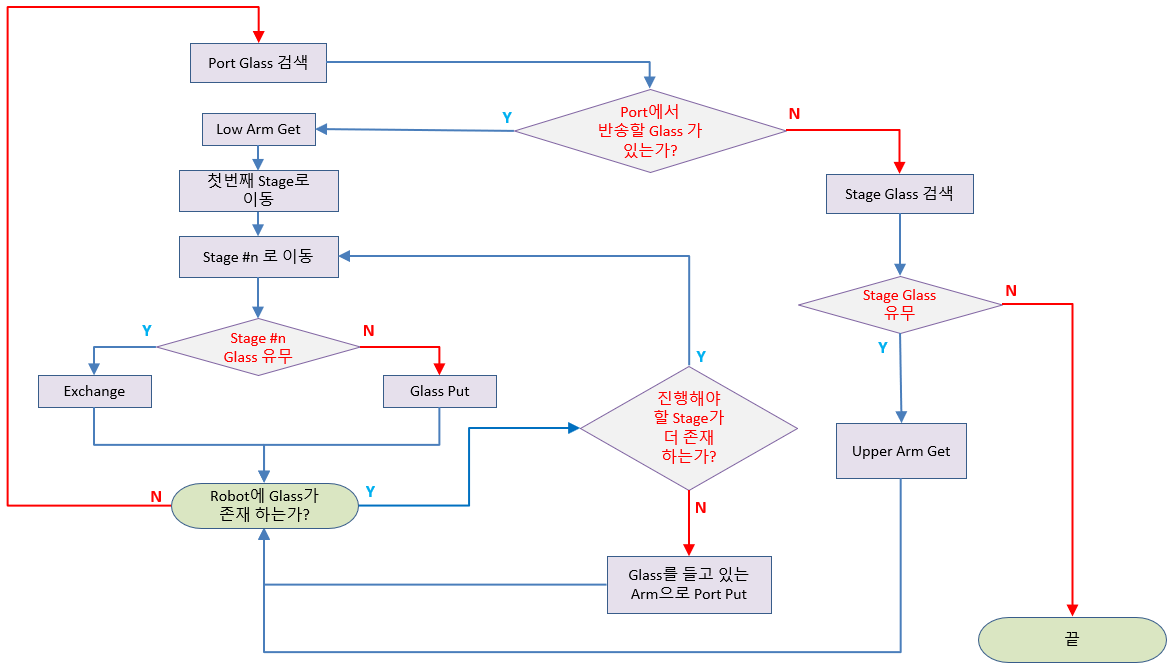 Port Glass 검색
Port에서
반송할 Glass 가
있는가?
Y
N
Low Arm Get
첫번째 Stage로
이동
Stage Glass 검색
Stage #n 로 이동
Stage Glass
유무
N
Y
Stage #n
Glass 유무
Y
N
Y
Exchange
Glass Put
진행해야
할 Stage가
더 존재
하는가?
Upper Arm Get
Robot에 Glass가
존재 하는가?
N
Y
N
Glass를 들고 있는
Arm으로 Port Put
끝